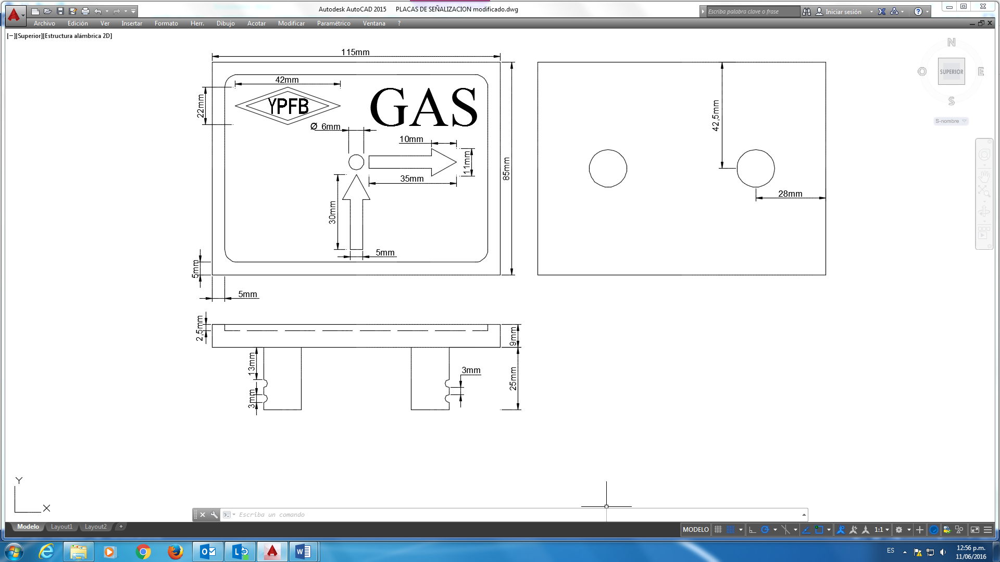 Autodesk AutoCAD 2015 PLACAS DE SEÑALIZACION modificado.dwg
Escriba palabra clave o frase
Iniciar sesión
Archivo Edición Ver Insertar Formato Herr. Dibujo Acotar Modificar Paramétrico Ventana ?
[−][Superior][Estructura alámbrica 2D]
N
O SUPERIOR E
S
S-nombre
115mm
42mm
22mm
YPFB
GAS
Ø 6mm
10mm
11mm
35mm
85mm
30mm
5mm
5mm
5mm
42,5mm
28mm
2,5mm
9mm
13mm
3mm
3mm
25mm
Y
X
Escriba un comando
Modelo Layout1 Layout2 +
MODELO 1:1
ES
12:56 p.m.
11/06/2016